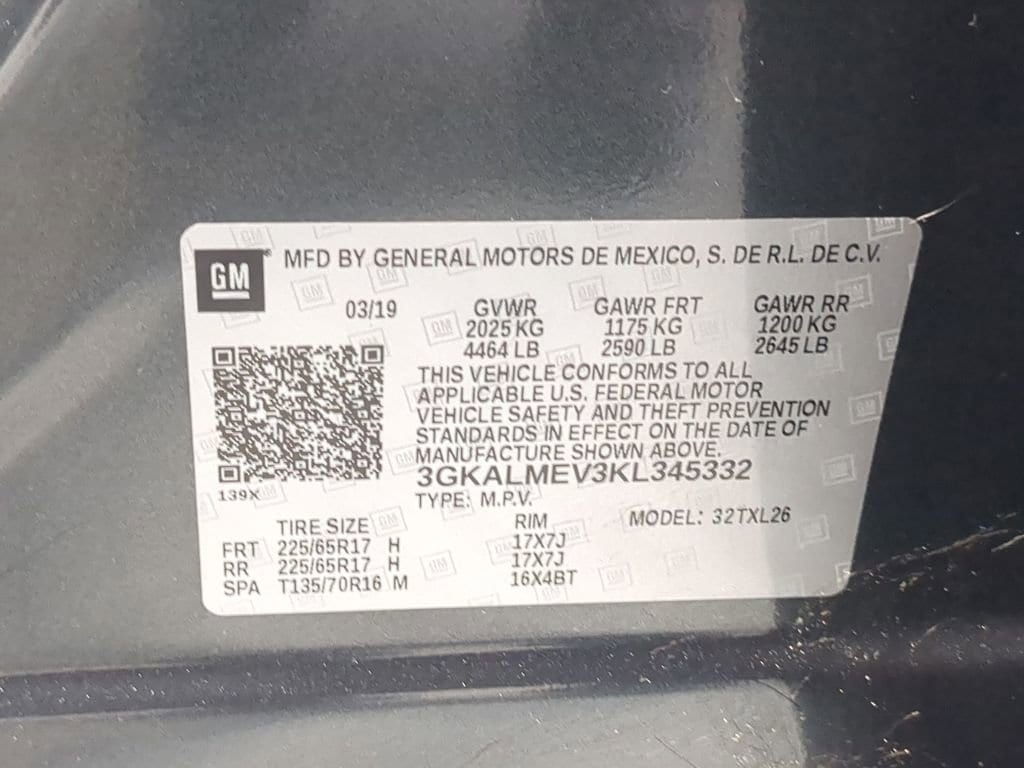 GM
MFD BY GENERAL MOTORS DE MEXICO, S. DE R.L. DE C.V.
03/19 GVWR GAWR FRT GAWR RR
2025 KG 1175 KG 1200 KG
4464 LB 2590 LB 2645 LB
THIS VEHICLE CONFORMS TO ALL
APPLICABLE U.S. FEDERAL MOTOR
VEHICLE SAFETY AND THEFT PREVENTION
STANDARDS IN EFFECT ON THE DATE OF
MANUFACTURE SHOWN ABOVE.
3GKALMEV3KL345332
139X
TYPE: M.P.V. MODEL: 32TXL26
TIRE SIZE RIM
FRT 225/65R17 H 17X7J
RR 225/65R17 H 17X7J
SPA T135/70R16 M 16X4BT